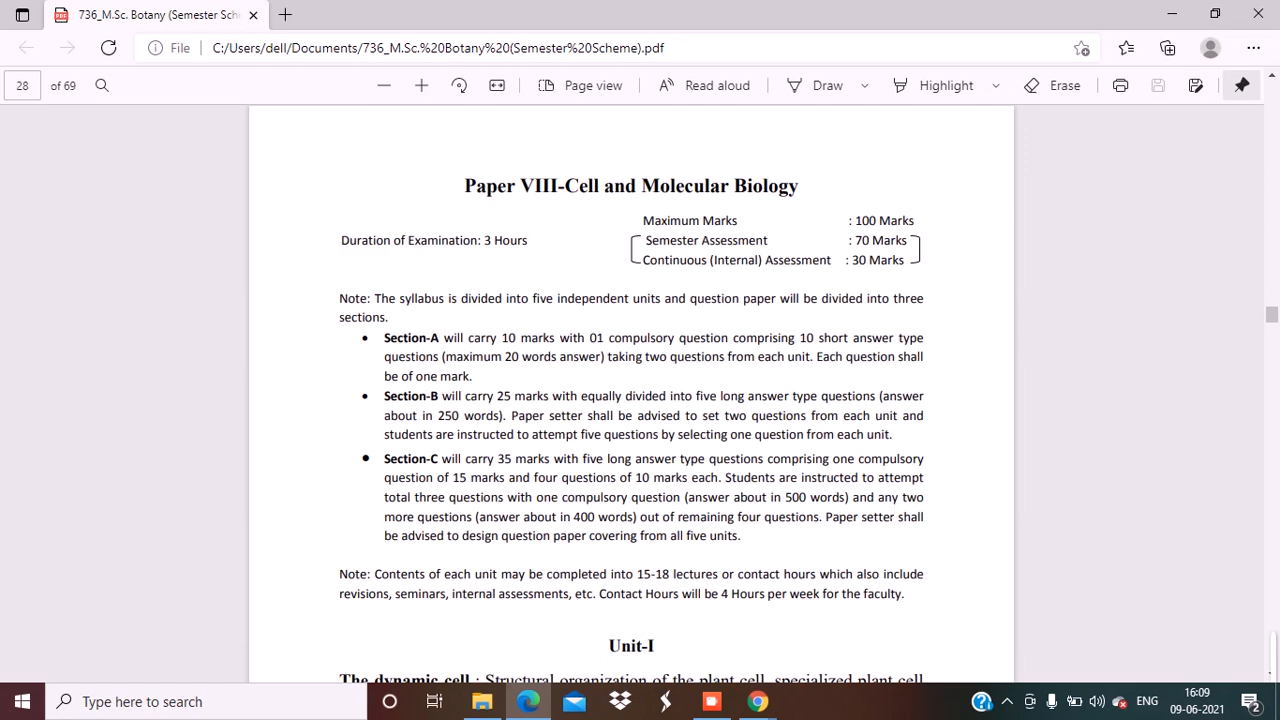 736_M.Sc. Botany (Semester Sch
File C:/Users/dell/Documents/736_M.Sc.%20Botany%20(Semester%20Scheme).pdf
28 of 69 Page view Read aloud Draw Highlight Erase
Paper VIII-Cell and Molecular Biology
Maximum Marks : 100 Marks
Duration of Examination: 3 Hours Semester Assessment : 70 Marks
Continuous (Internal) Assessment : 30 Marks
Note: The syllabus is divided into five independent units and question paper will be divided into three
sections.
• Section-A will carry 10 marks with 01 compulsory question comprising 10 short answer type
questions (maximum 20 words answer) taking two questions from each unit. Each question shall
be of one mark.
• Section-B will carry 25 marks with equally divided into five long answer type questions (answer
about in 250 words). Paper setter shall be advised to set two questions from each unit and
students are instructed to attempt five questions by selecting one question from each unit.
• Section-C will carry 35 marks with five long answer type questions comprising one compulsory
question of 15 marks and four questions of 10 marks each. Students are instructed to attempt
total three questions with one compulsory question (answer about in 500 words) and any two
more questions (answer about in 400 words) out of remaining four questions. Paper setter shall
be advised to design question paper covering from all five units.
Note: Contents of each unit may be completed into 15-18 lectures or contact hours which also include
revisions, seminars, internal assessments, etc. Contact Hours will be 4 Hours per week for the faculty.
Unit-I
The dynamic cell : Structural organization of the plant cell, specialized plant cell
Type here to search ENG 16:09
09-06-2021 2